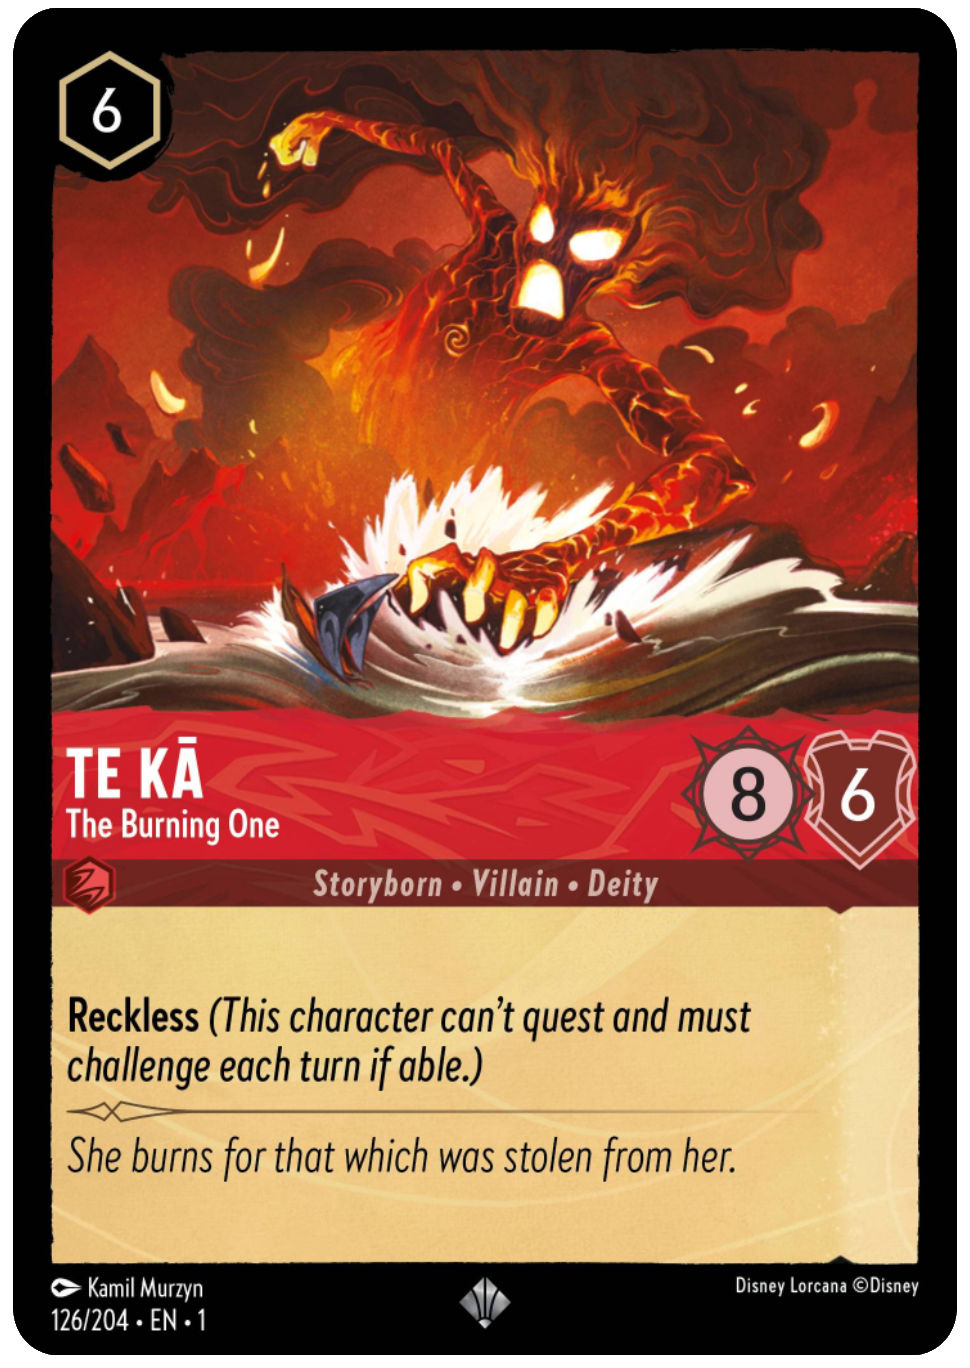 6
TE KĀ
The Burning One
8
6
Storyborn • Villain • Deity
Reckless (This character can't quest and must
challenge each turn if able.)
She burns for that which was stolen from her.
Kamil Murzyn
126/204 • EN • 1
Disney Lorcana ©Disney